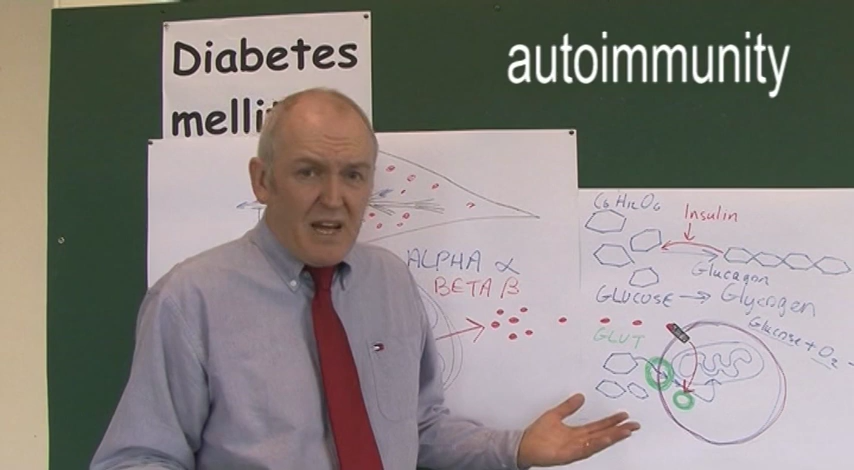 Diabetes
autoimmunity
C6H12O6
Insulin
ALPHA α
Glucagon
BETA β
GLUCOSE → Glycogen
GLUT
Glucose + O2